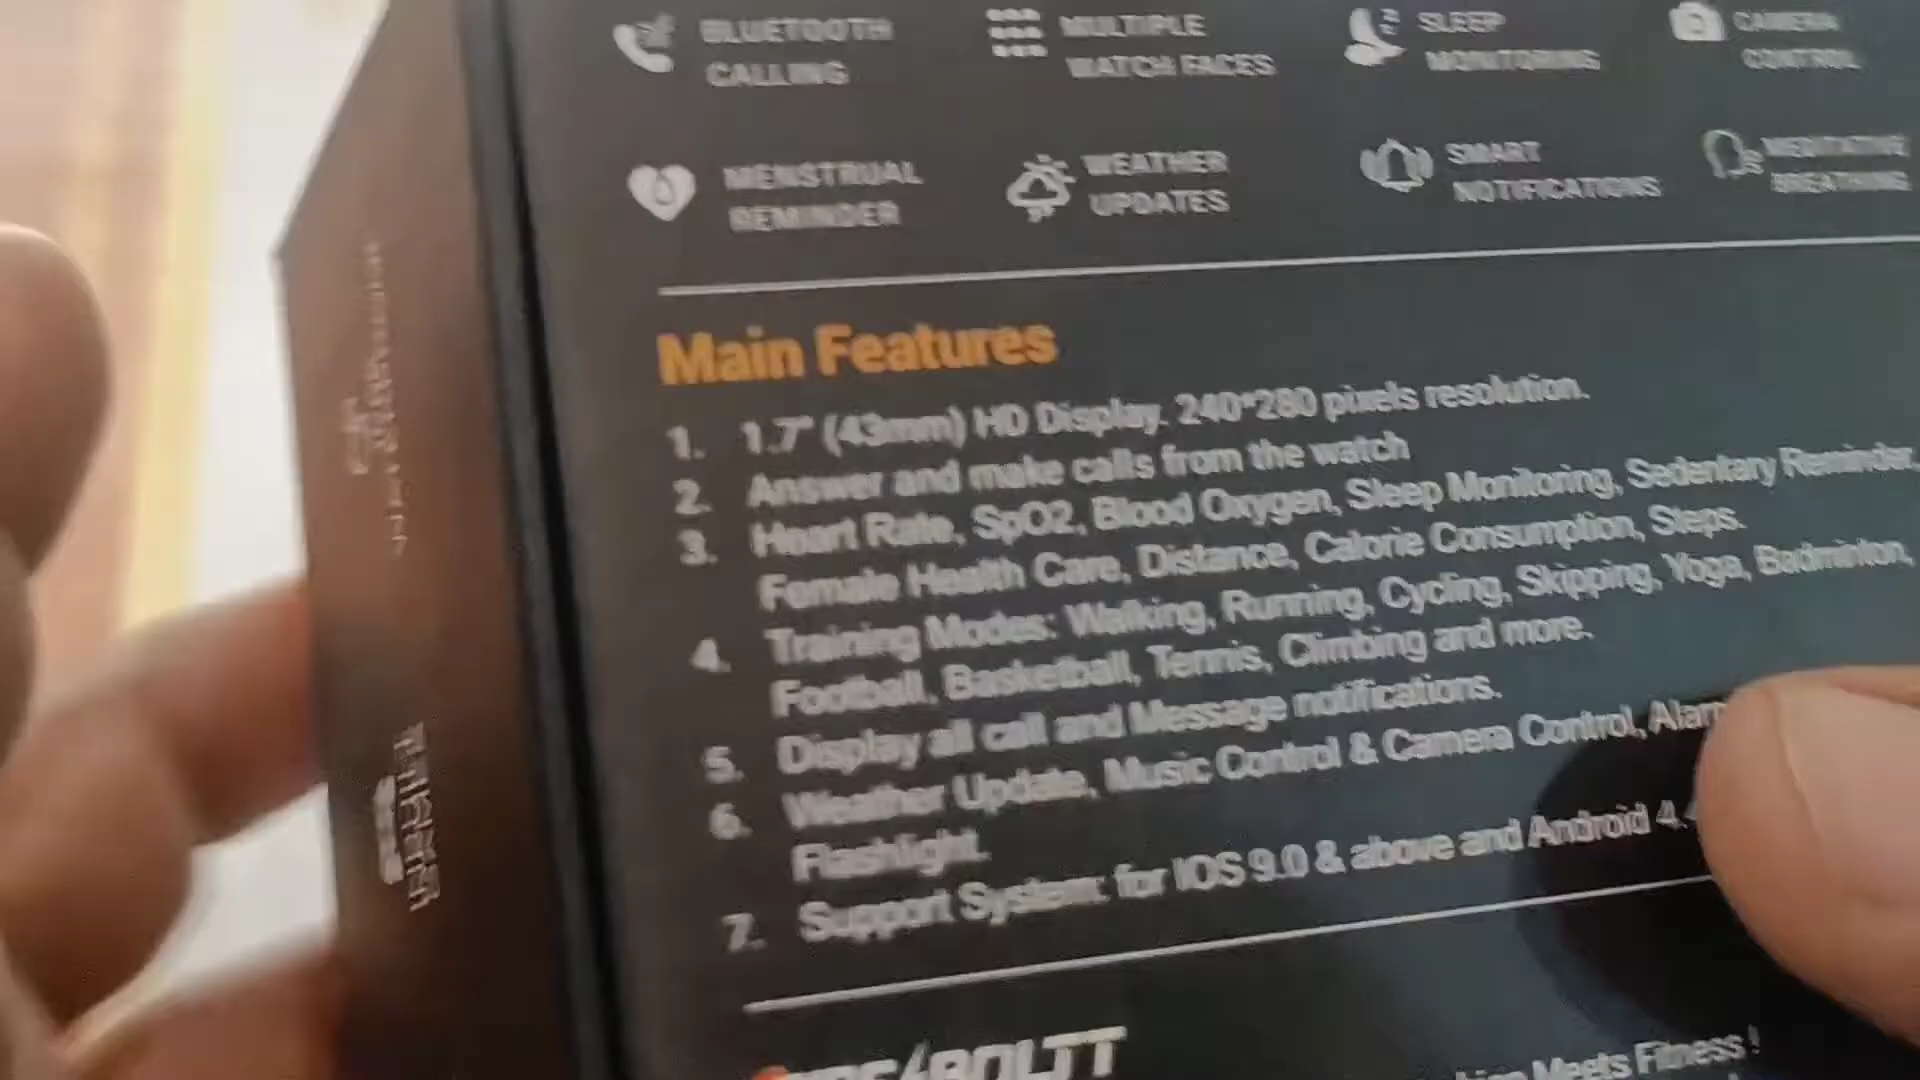 BLUETOOTH
CALLING
MULTIPLE
WATCH FACES
SLEEP
MONITORING
CAMERA
CONTROL
MENSTRUAL
REMINDER
WEATHER
UPDATES
SMART
NOTIFICATIONS
MEDITATIVE
BREATHING
Main Features
1. 1.7" (43mm) HD Display. 240*280 pixels resolution.
2. Answer and make calls from the watch
3. Heart Rate, SpO2, Blood Oxygen, Sleep Monitoring, Sedentary Reminder,
Female Health Care, Distance, Calorie Consumption, Steps.
4. Training Modes: Walking, Running, Cycling, Skipping, Yoga, Badminton,
Football, Basketball, Tennis, Climbing and more.
5. Display all call and Message notifications.
6. Weather Update, Music Control & Camera Control, Alarm
Flashlight.
7. Support System: for IOS 9.0 & above and Android 4.
BOLTT
Meets Fitness !